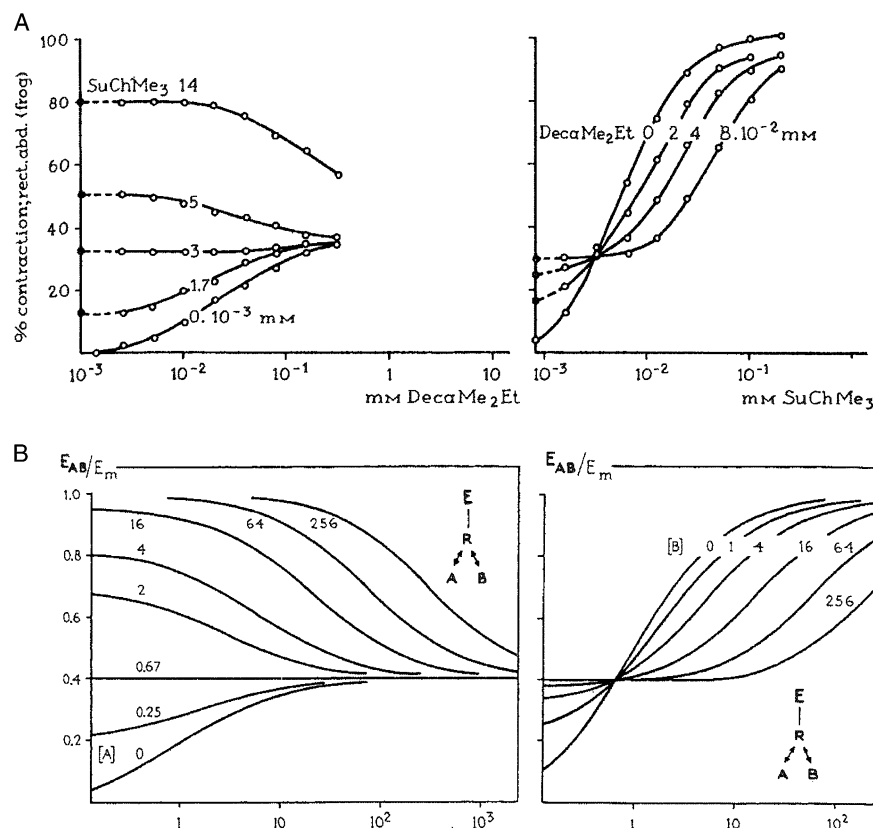 A
% contraction; rect. abd. (frog)
100
80
60
40
20
SuChMe3 14
5
3
1.7
0. 10⁻³ mM
10⁻³ 10⁻² 10⁻¹ 1 10
mM DecaMe2Et
DecaMe2Et 0 2 4 8.10⁻² mM
10⁻³ 10⁻² 10⁻¹
mM SuChMe3
B
EAB/Em
1.0
0.8
0.6
0.4
0.2
16
64
256
4
2
0.67
0.25
[A] 0
E
R
A B
1 10 10² 10³
EAB/Em
[B] 0 1 4 16 64
256
E
R
A B
1 10 10²